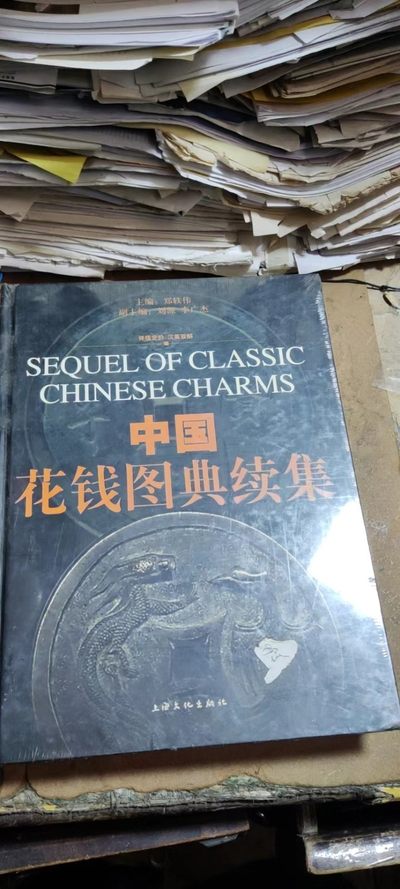 主编：郑轶伟
副主编：刘源 李广杰
SEQUEL OF CLASSIC
CHINESE CHARMS
中国
花钱图典续集
上海文化出版社